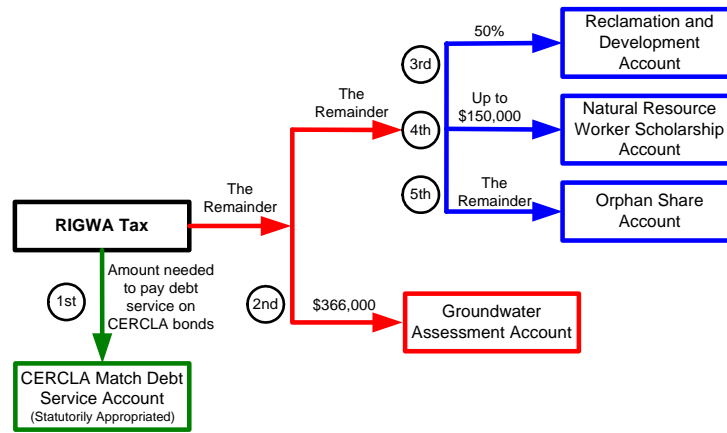 50%
Reclamation and
Development
Account
3rd
The
Remainder
4th
Up to
$150,000
Natural Resource
Worker Scholarship
Account
5th
The
Remainder
Orphan Share
Account
The
Remainder
RIGWA Tax
1st
Amount needed
to pay debt
service on
CERCLA bonds
2nd
$366,000
Groundwater
Assessment Account
CERCLA Match Debt
Service Account
(Statutorily Appropriated)